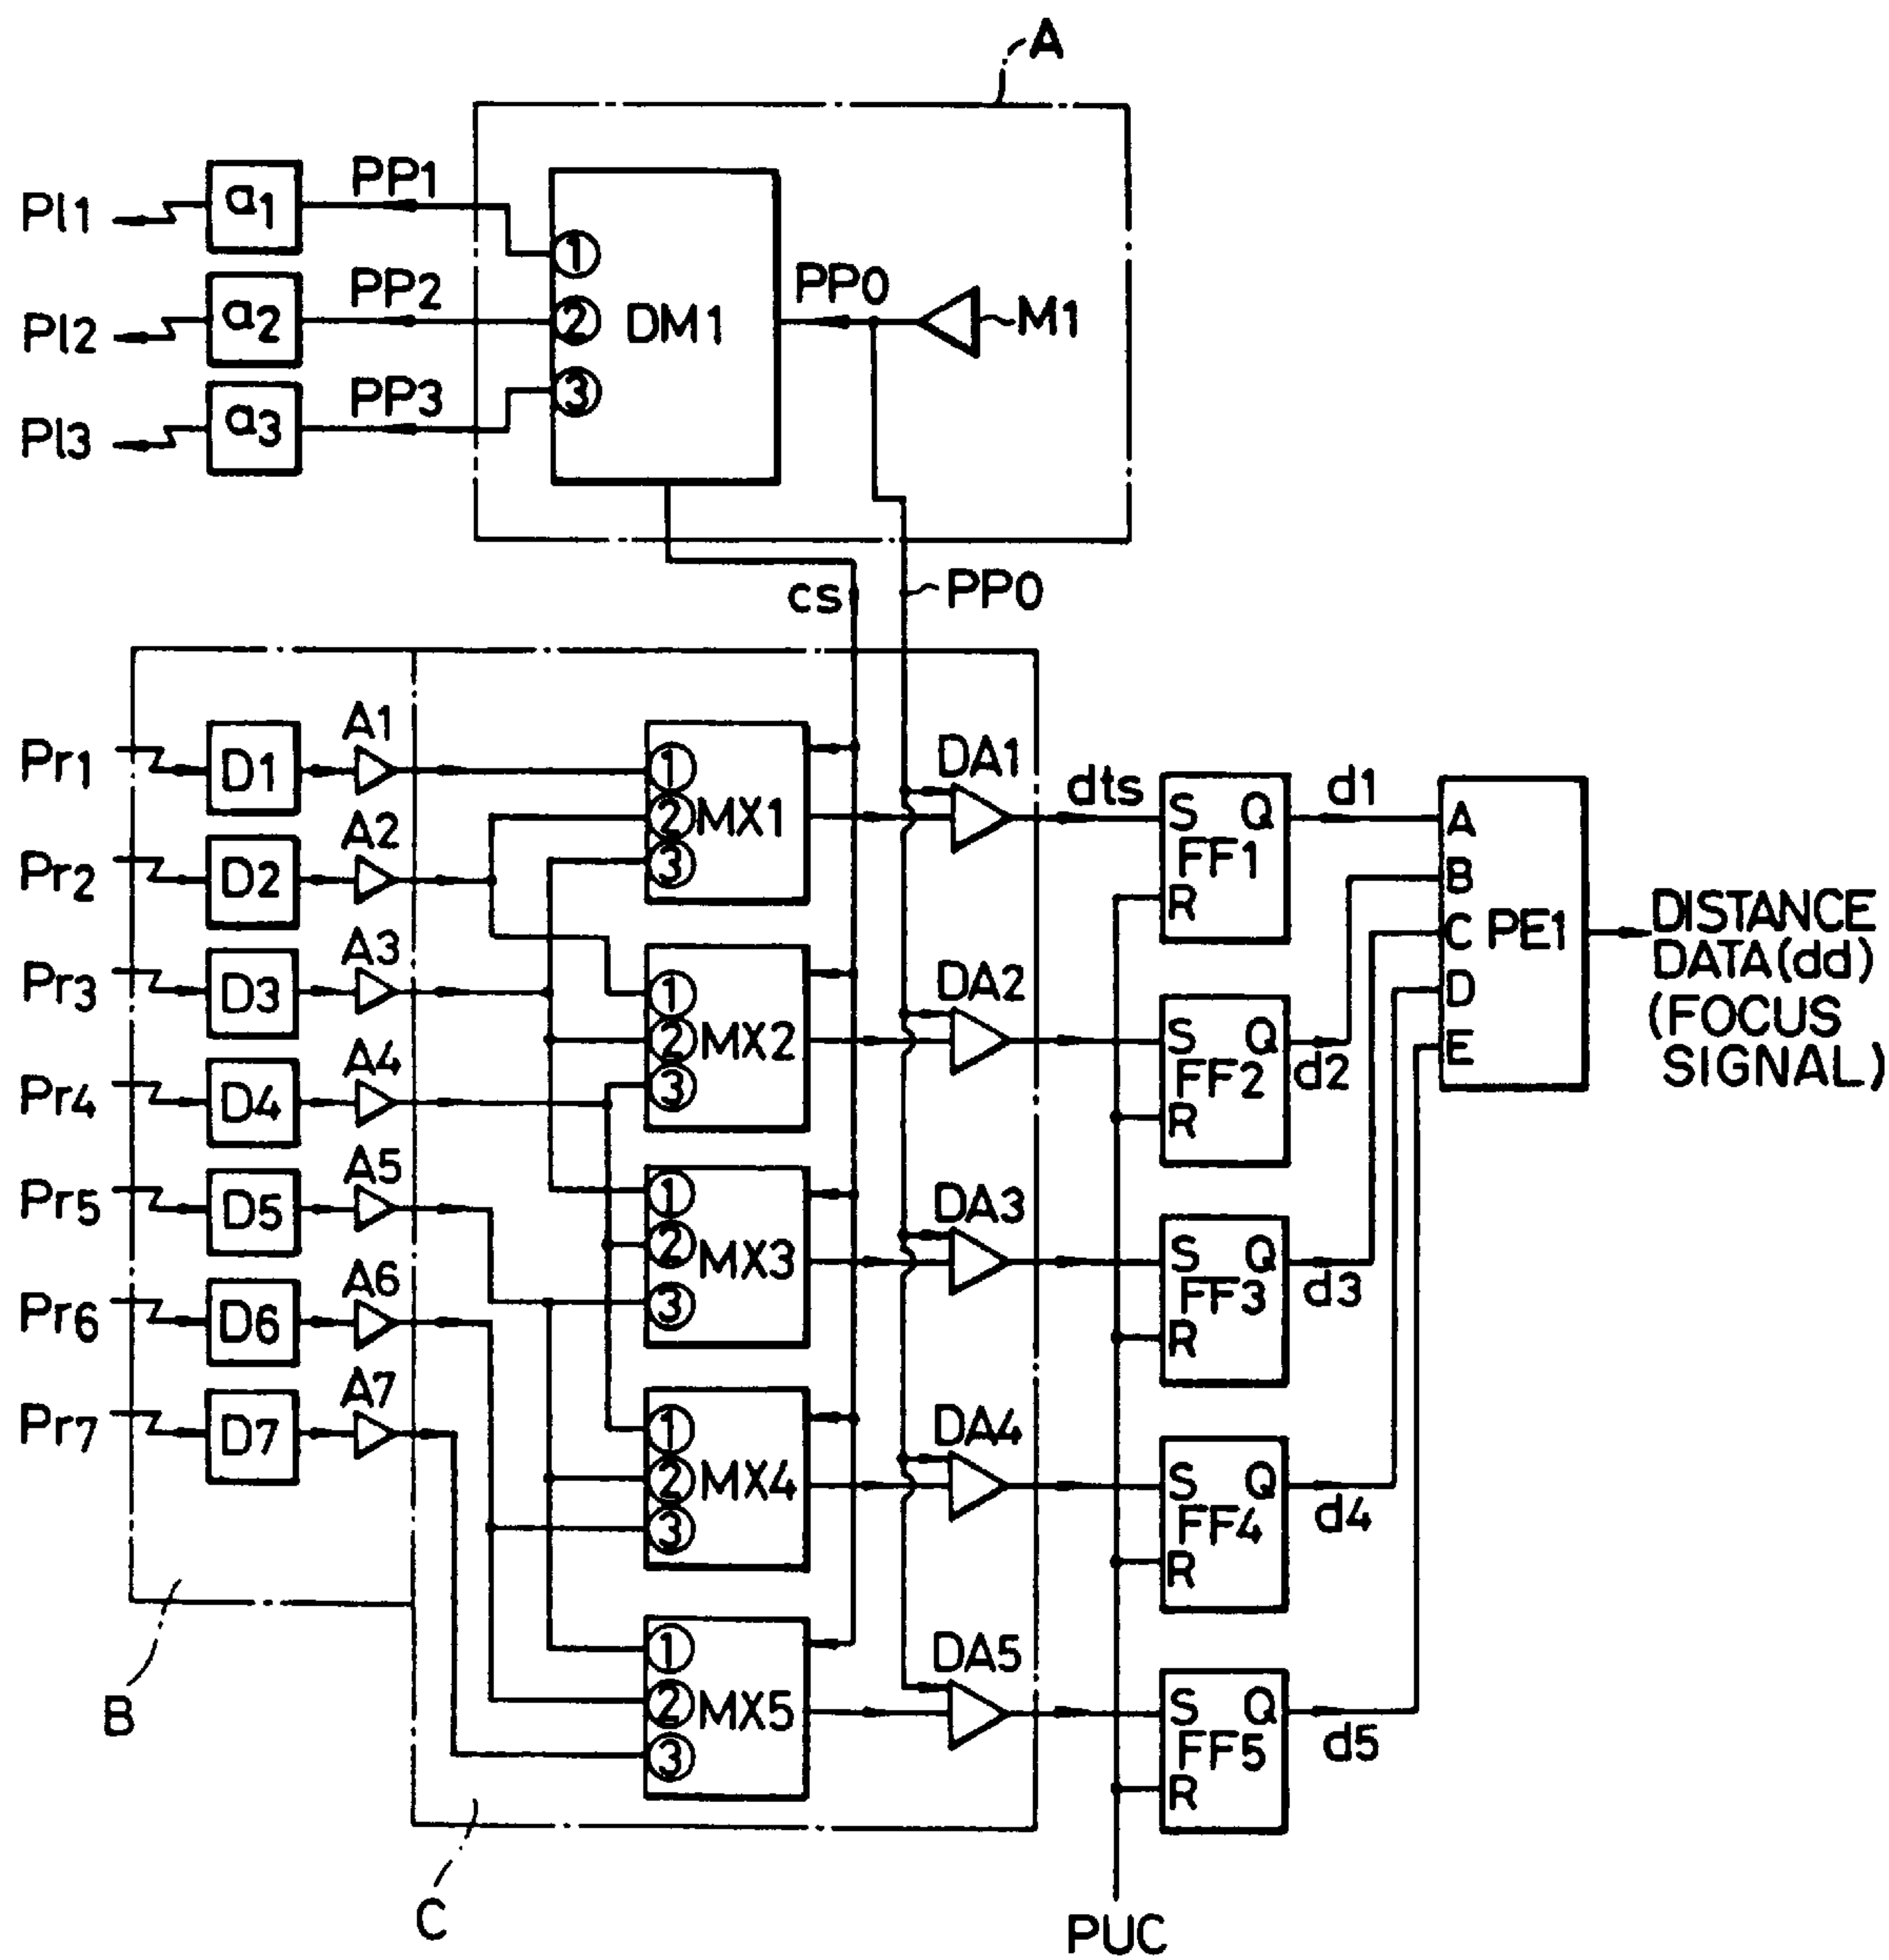 A
Pl1 a1 PP1
①
Pl2 a2 PP2 ② DM1 PP0 M1
Pl3 a3 PP3 ③
cs PP0
Pr1 D1 A1
Pr2 D2 A2
Pr3 D3 A3
Pr4 D4 A4
Pr5 D5 A5
Pr6 D6 A6
Pr7 D7 A7
① ② ③ MX1 DA1 dts S Q FF1 R d1
① ② ③ MX2 DA2 S Q FF2 R d2
① ② ③ MX3 DA3 S Q FF3 R d3
① ② ③ MX4 DA4 S Q FF4 R d4
① ② ③ MX5 DA5 S Q FF5 R d5
A
B
C PE1
D
E
DISTANCE
DATA(dd)
(FOCUS
SIGNAL)
B
C
PUC